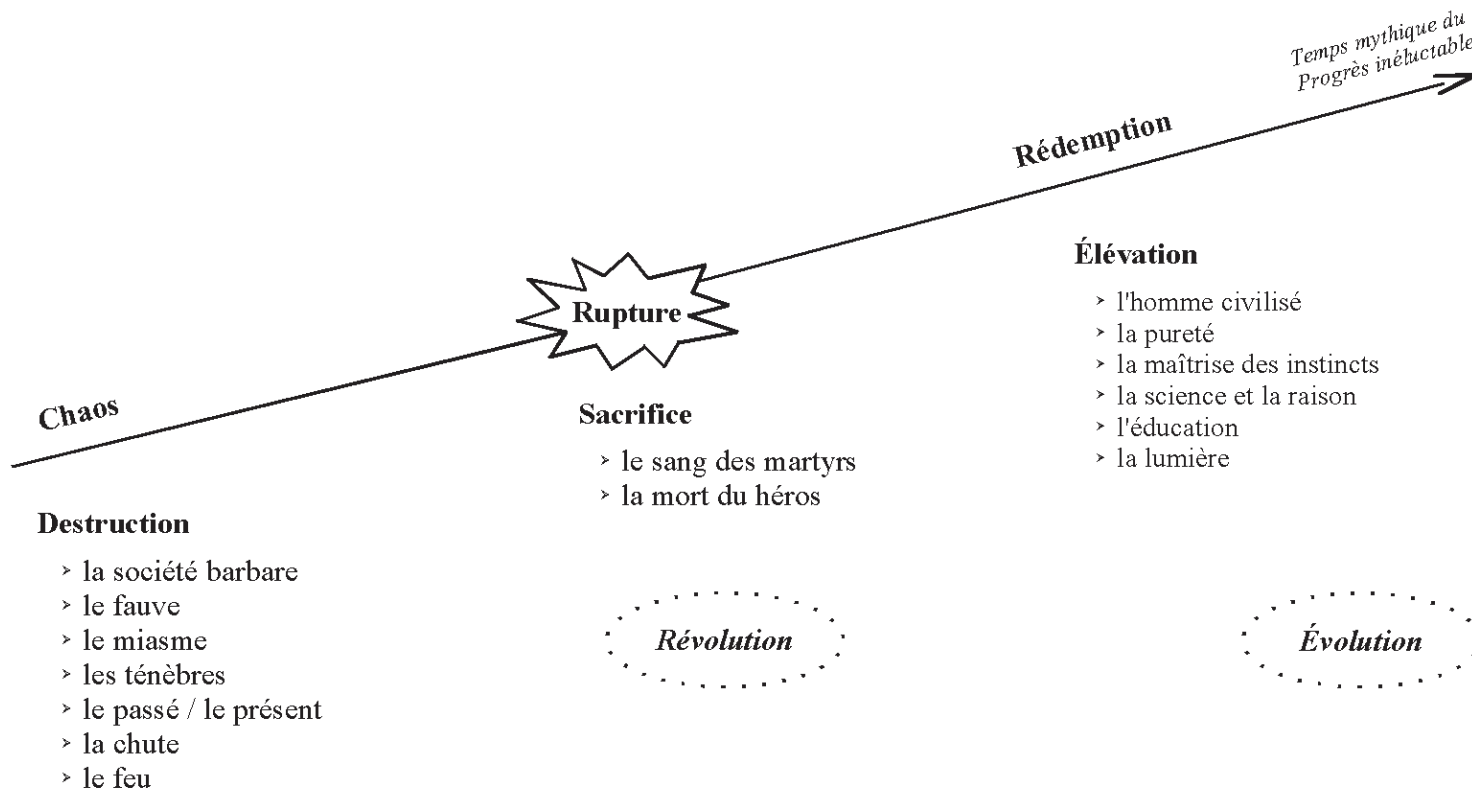 Temps mythique du
Progrès inéluctable
Rédemption
Rupture
Chaos
Élévation
> l'homme civilisé
> la pureté
> la maîtrise des instincts
> la science et la raison
> l'éducation
> la lumière
Sacrifice
> le sang des martyrs
> la mort du héros
Destruction
> la société barbare
> le fauve
> le miasme
> les ténèbres
> le passé / le présent
> la chute
> le feu
Révolution
Évolution